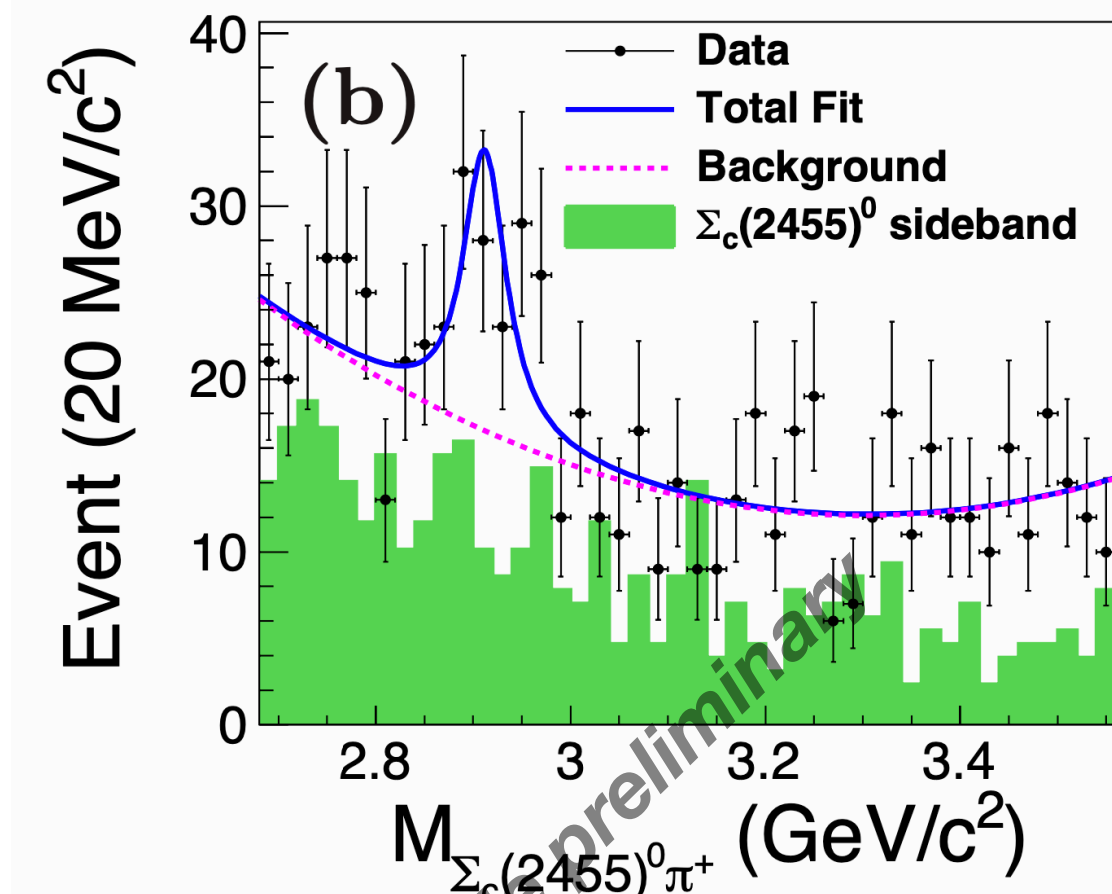 40
30
20
10
0
Event (20 MeV/c²)
(b)
Data
Total Fit
Background
Σc(2455)⁰ sideband
2.8 3 3.2 3.4
M_Σc(2455)⁰π⁺ (GeV/c²)
preliminary